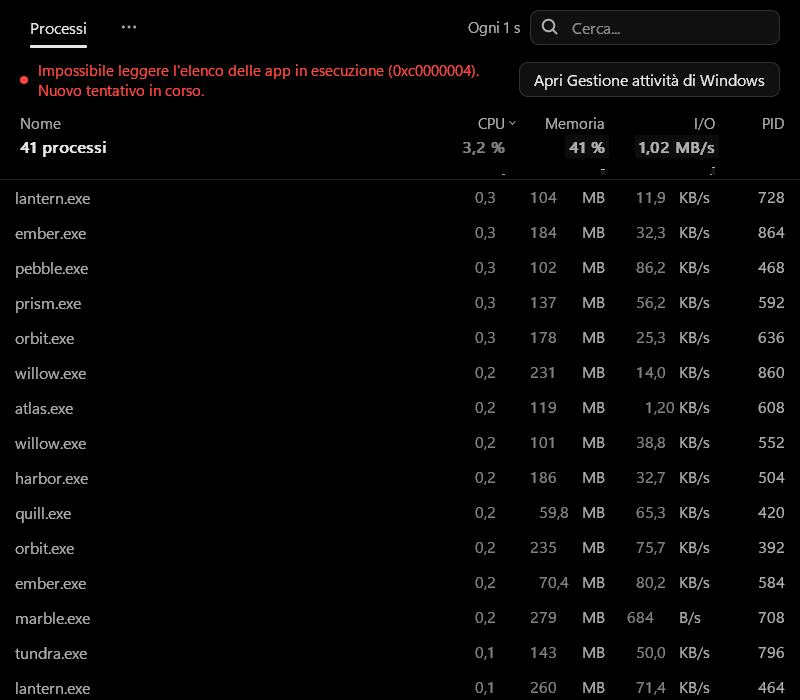 Processi ···
Ogni 1 s
Cerca...
Impossibile leggere l'elenco delle app in esecuzione (0xc0000004).
Nuovo tentativo in corso.
Apri Gestione attività di Windows
Nome CPU Memoria I/O PID
41 processi 3,2 % 41 % 1,02 MB/s
lantern.exe 0,3 104 MB 11,9 KB/s 728
ember.exe 0,3 184 MB 32,3 KB/s 864
pebble.exe 0,3 102 MB 86,2 KB/s 468
prism.exe 0,3 137 MB 56,2 KB/s 592
orbit.exe 0,3 178 MB 25,3 KB/s 636
willow.exe 0,2 231 MB 14,0 KB/s 860
atlas.exe 0,2 119 MB 1,20 KB/s 608
willow.exe 0,2 101 MB 38,8 KB/s 552
harbor.exe 0,2 186 MB 32,7 KB/s 504
quill.exe 0,2 59,8 MB 65,3 KB/s 420
orbit.exe 0,2 235 MB 75,7 KB/s 392
ember.exe 0,2 70,4 MB 80,2 KB/s 584
marble.exe 0,2 279 MB 684 B/s 708
tundra.exe 0,1 143 MB 50,0 KB/s 796
lantern.exe 0,1 260 MB 71,4 KB/s 464